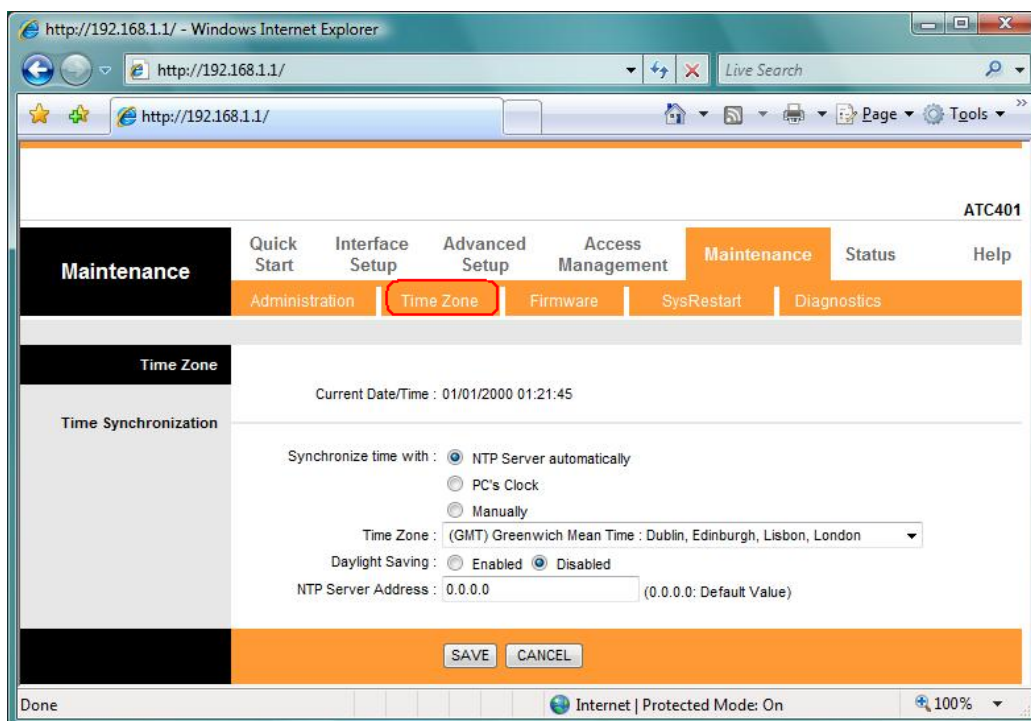 http://192.168.1.1/ - Windows Internet Explorer
http://192.168.1.1/
Live Search
http://192.168.1.1/
Page
Tools
ATC401
Maintenance
Quick Start
Interface Setup
Advanced Setup
Access Management
Maintenance
Status
Help
Administration
Time Zone
Firmware
SysRestart
Diagnostics
Time Zone
Current Date/Time : 01/01/2000 01:21:45
Time Synchronization
Synchronize time with : NTP Server automatically
PC's Clock
Manually
Time Zone : (GMT) Greenwich Mean Time : Dublin, Edinburgh, Lisbon, London
Daylight Saving : Enabled Disabled
NTP Server Address : 0.0.0.0 (0.0.0.0: Default Value)
SAVE CANCEL
Done
Internet | Protected Mode: On
100%